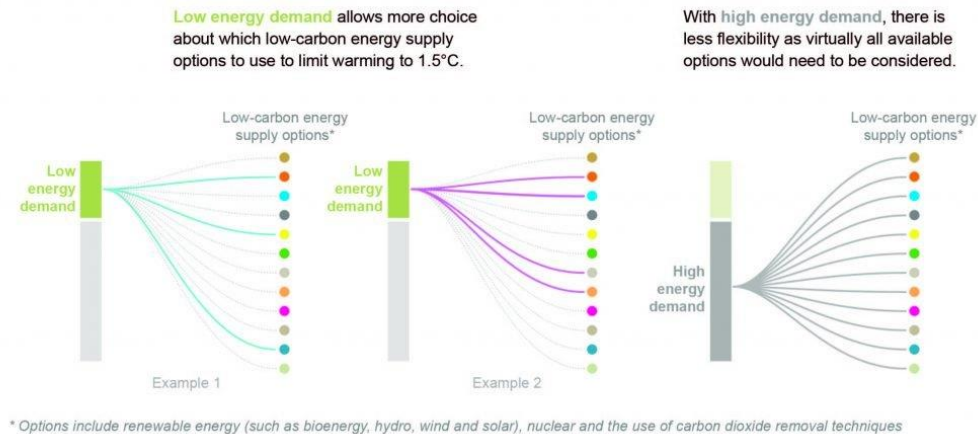 Low energy demand allows more choice
about which low-carbon energy supply
options to use to limit warming to 1.5°C.
With high energy demand, there is
less flexibility as virtually all available
options would need to be considered.
Low-carbon energy
supply options*
Low
energy
demand
Example 1
Low-carbon energy
supply options*
Low
energy
demand
Example 2
Low-carbon energy
supply options*
High
energy
demand
* Options include renewable energy (such as bioenergy, hydro, wind and solar), nuclear and the use of carbon dioxide removal techniques